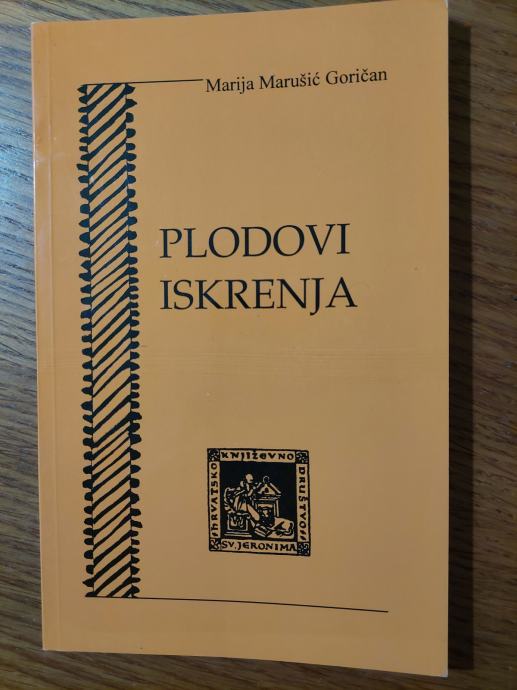 Marija Marušić Goričan
PLODOVI
ISKRENJA
HRVATSKO
KNJIŽEVNO
DRUŠTVO
SV. JERONIMA